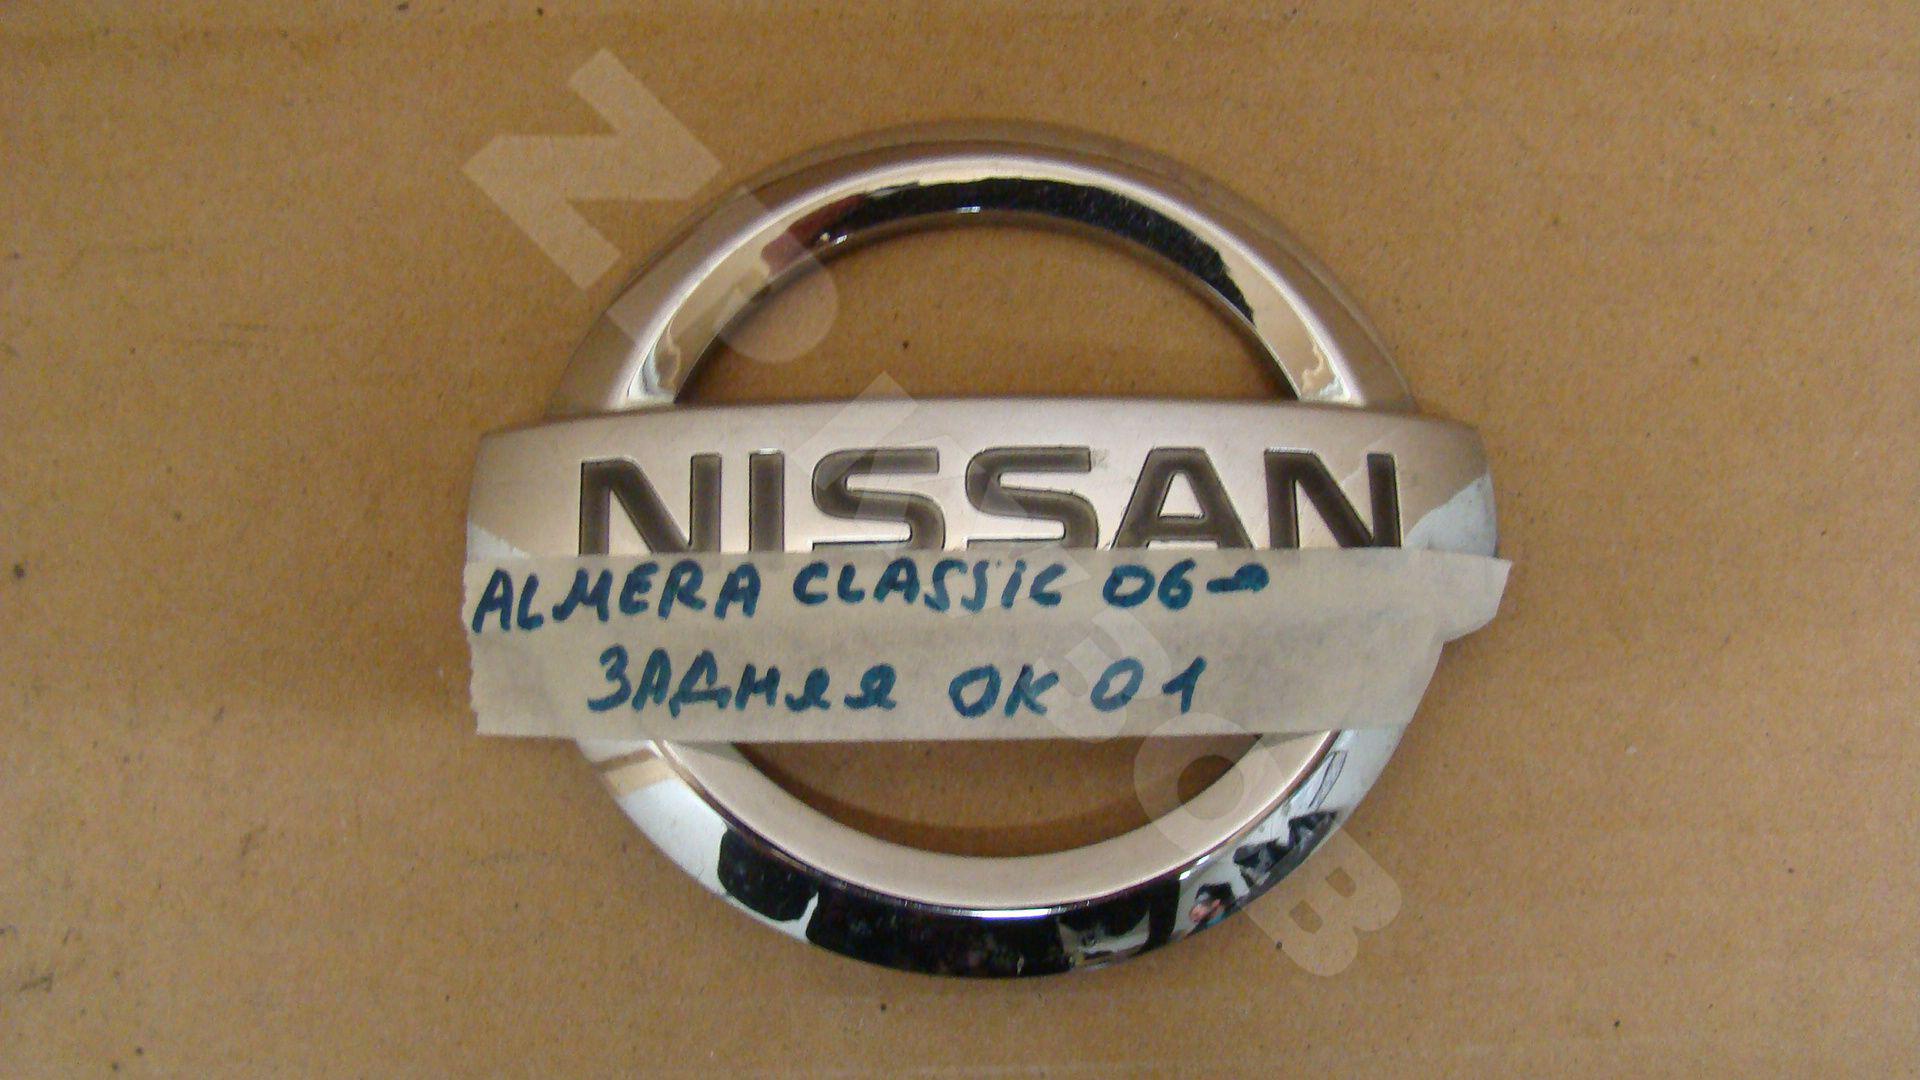 NISSAN
ALMERA CLASSIC 06-
ЗАДНЯЯ ОК 01